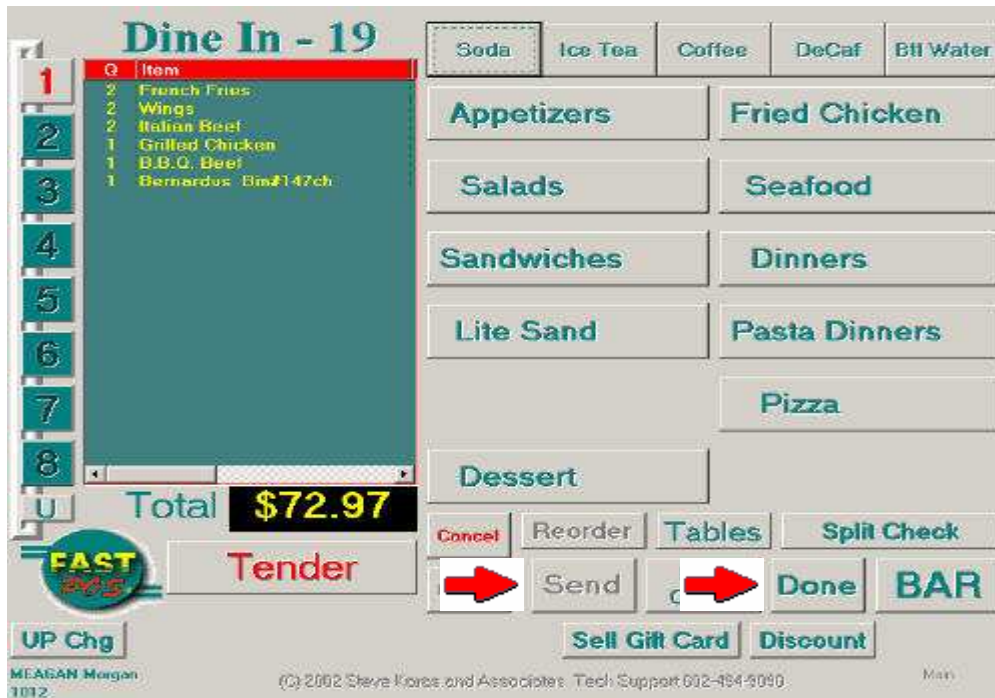 Dine In - 19
Soda Ice Tea Coffee DeCaf Btl Water
1
Q Item
2 French Fries
2 Wings
2 Italian Beef
1 Grilled Chicken
1 B.B.Q. Beef
1 Bernardus Bin#147ch
2
3
4
5
6
7
8
U
Appetizers Fried Chicken
Salads Seafood
Sandwiches Dinners
Lite Sand Pasta Dinners
Pizza
Dessert
Total $72.97
Cancel Reorder Tables Split Check
FAST POS
Tender
Send Done BAR
UP Chg Sell Gift Card Discount
MEAGAN Morgan
1012
(C) 2002 Steve and Associates Tech Support 602-494-9090
Main